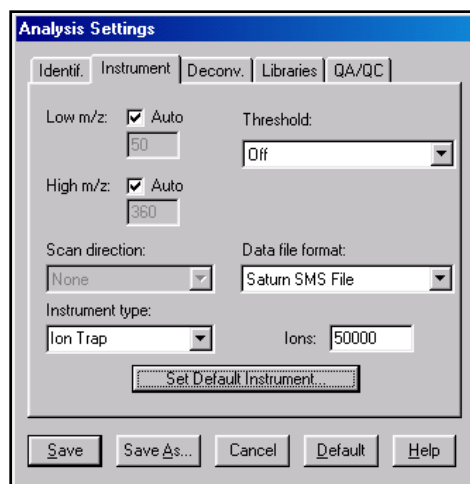 Analysis Settings
Identif. Instrument Deconv. Libraries QA/QC
Low m/z: Auto
50
High m/z: Auto
360
Threshold:
Off
Scan direction:
None
Data file format:
Saturn SMS File
Instrument type:
Ion Trap
Ions: 50000
Set Default Instrument...
Save Save As... Cancel Default Help